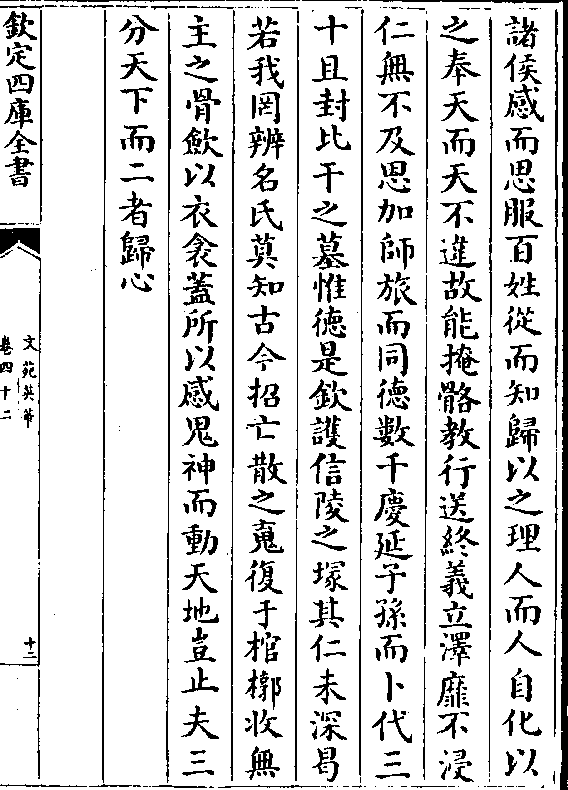 諸侯感而思服百姓從而知歸以之理人而人自化以
之奉天而天不違故能掩骼教行送終義立澤靡不浸
仁無不及恩加師旅而同德數千慶延子孫而卜代三
十且封比干之墓惟德是欽護信陵之塚其仁未深曷
若我罔辨名氏莫知古今招亡散之䰟復于棺槨收無
主之骨歛以衣衾蓋所以感鬼神而動天地豈止夫三
分天下而二者歸心
欽定四庫全書
文苑英華
卷四十二
十二